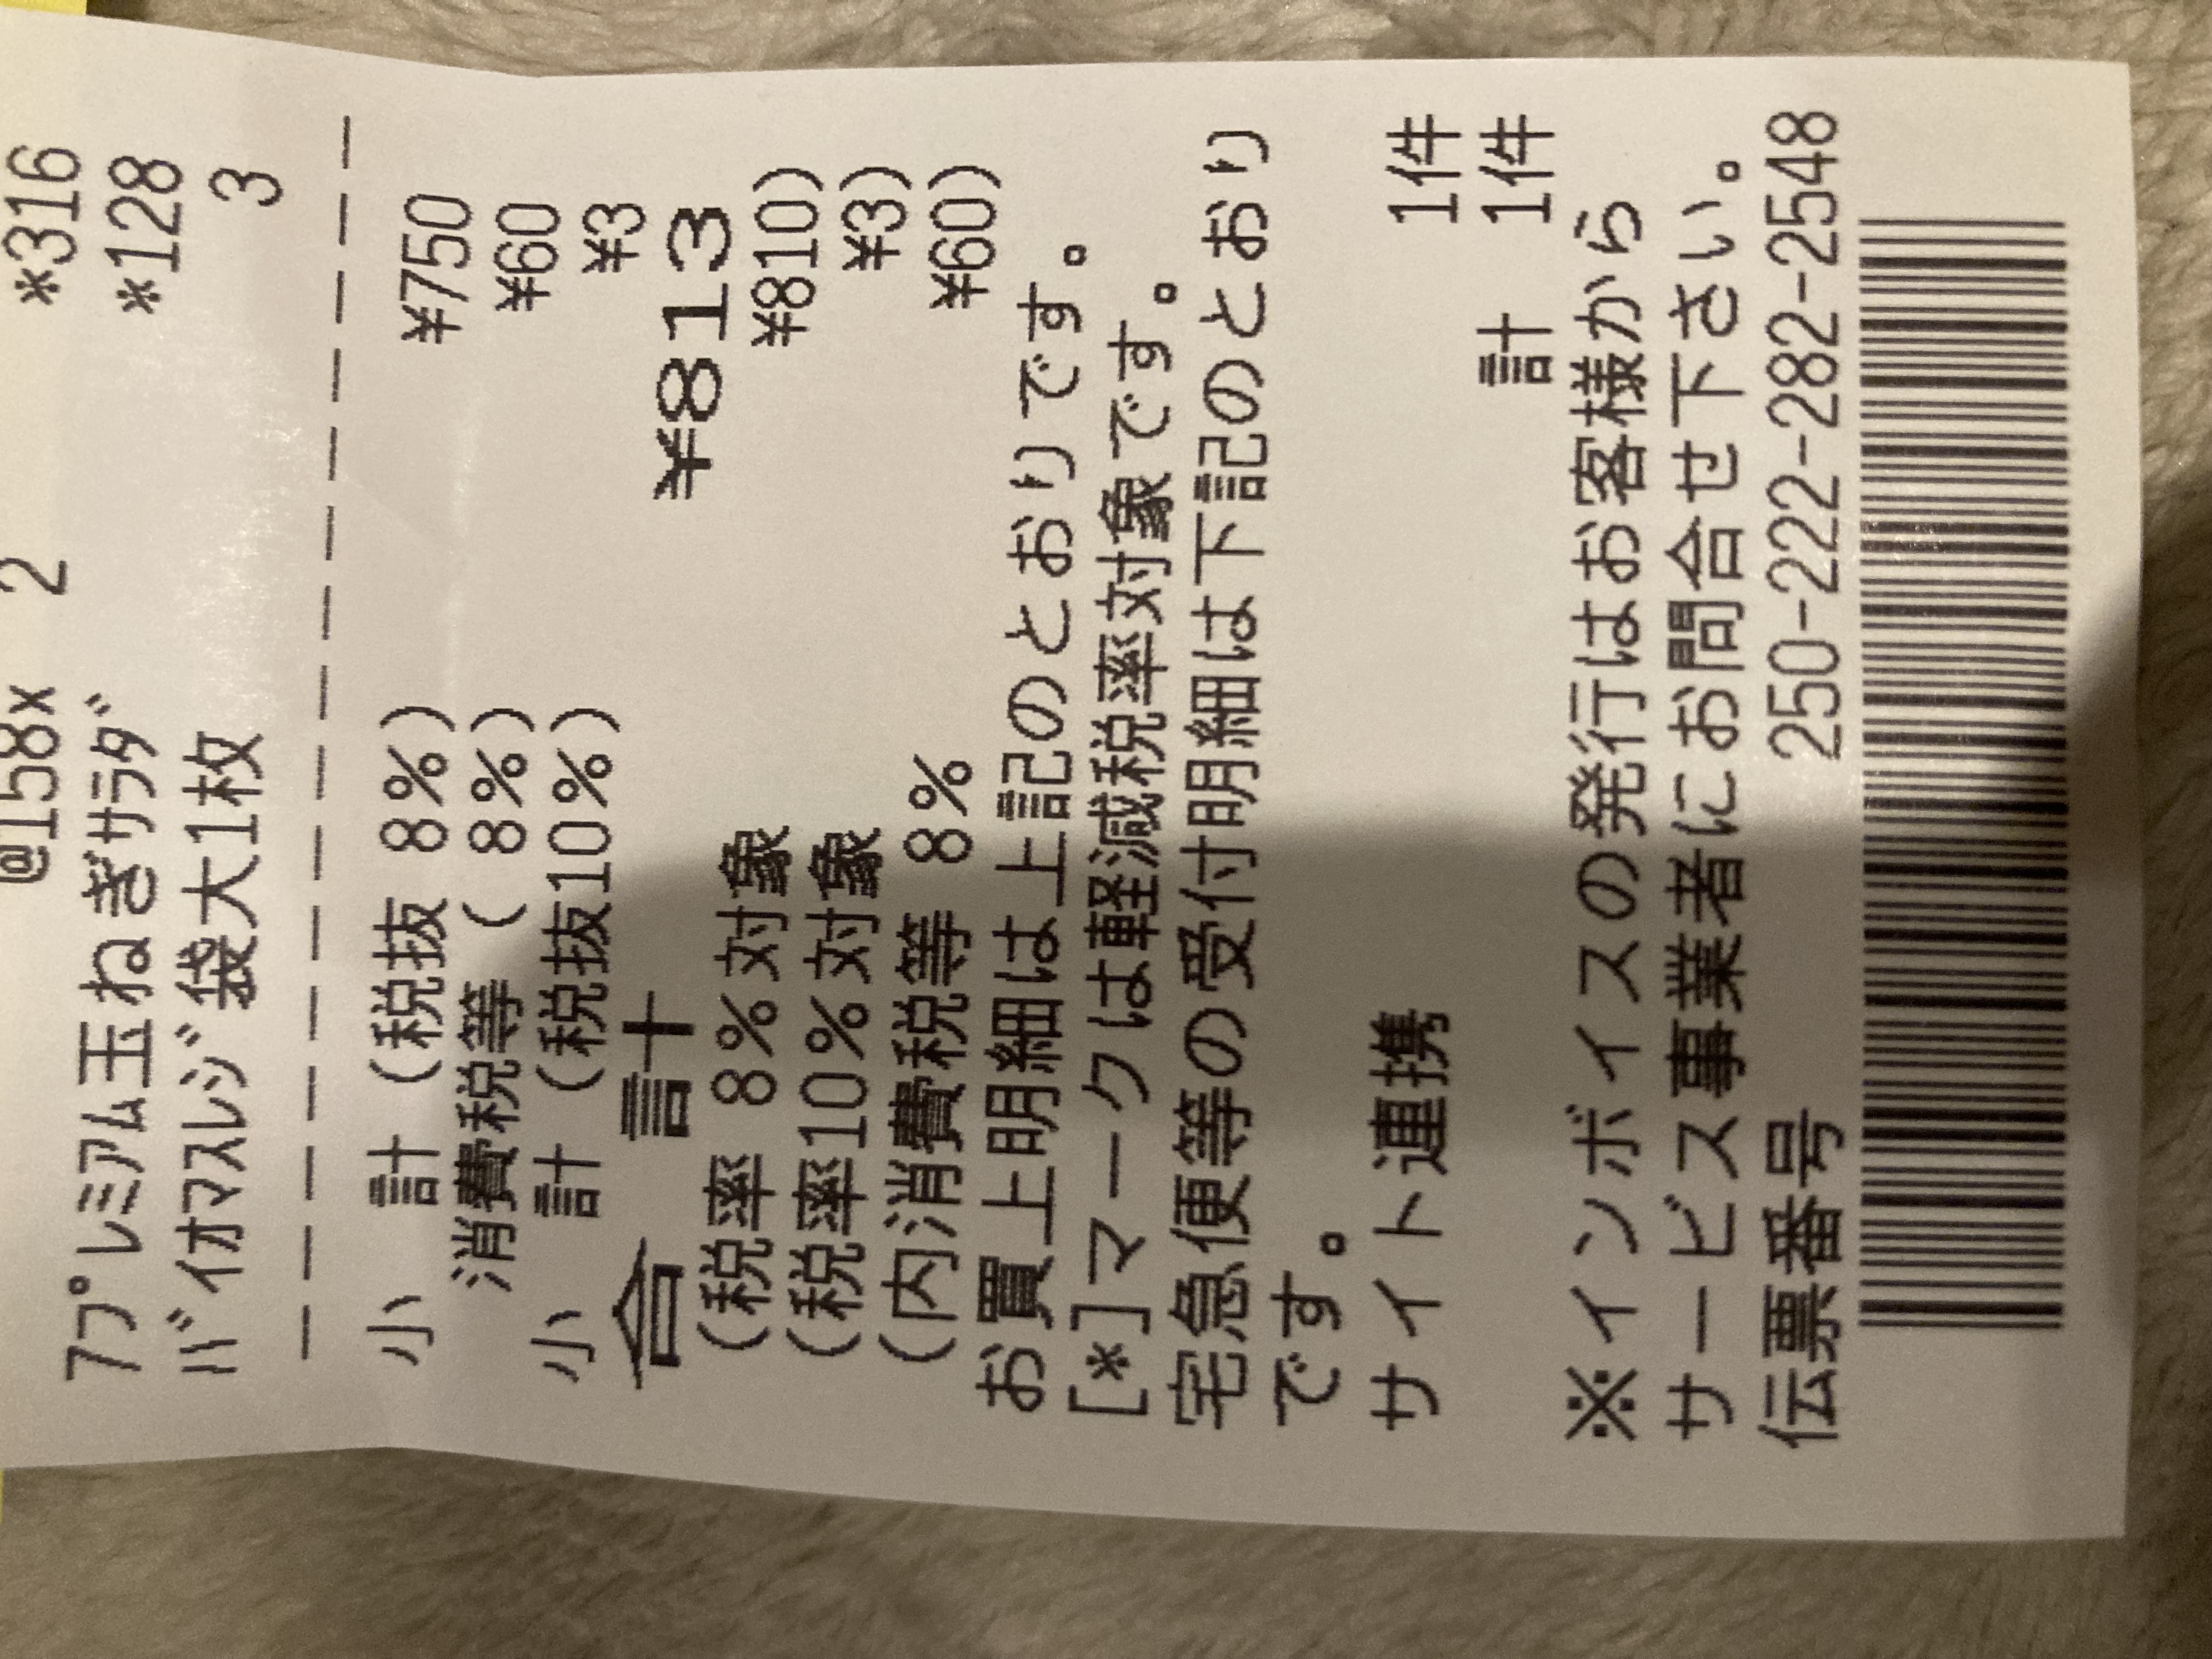 @158x 2 *316
7プレミアム玉ねぎサラダ *128
バイオマスレジ袋大1枚 3
小 計 (税抜 8%) ¥750
消費税等 ( 8%) ¥60
小 計 (税抜10%) ¥3
合 計 ¥813
(税率 8%対象 ¥810)
(税率10%対象 ¥3)
(内消費税等 8% ¥60)
お買上明細は上記のとおりです。
[*]マークは軽減税率対象です。
宅急便等の受付明細は下記のとおり
です。
サイト連携 1件
計 1件
※インボイスの発行はお客様から
サービス事業者にお問合せ下さい。
伝票番号 250-222-282-2548